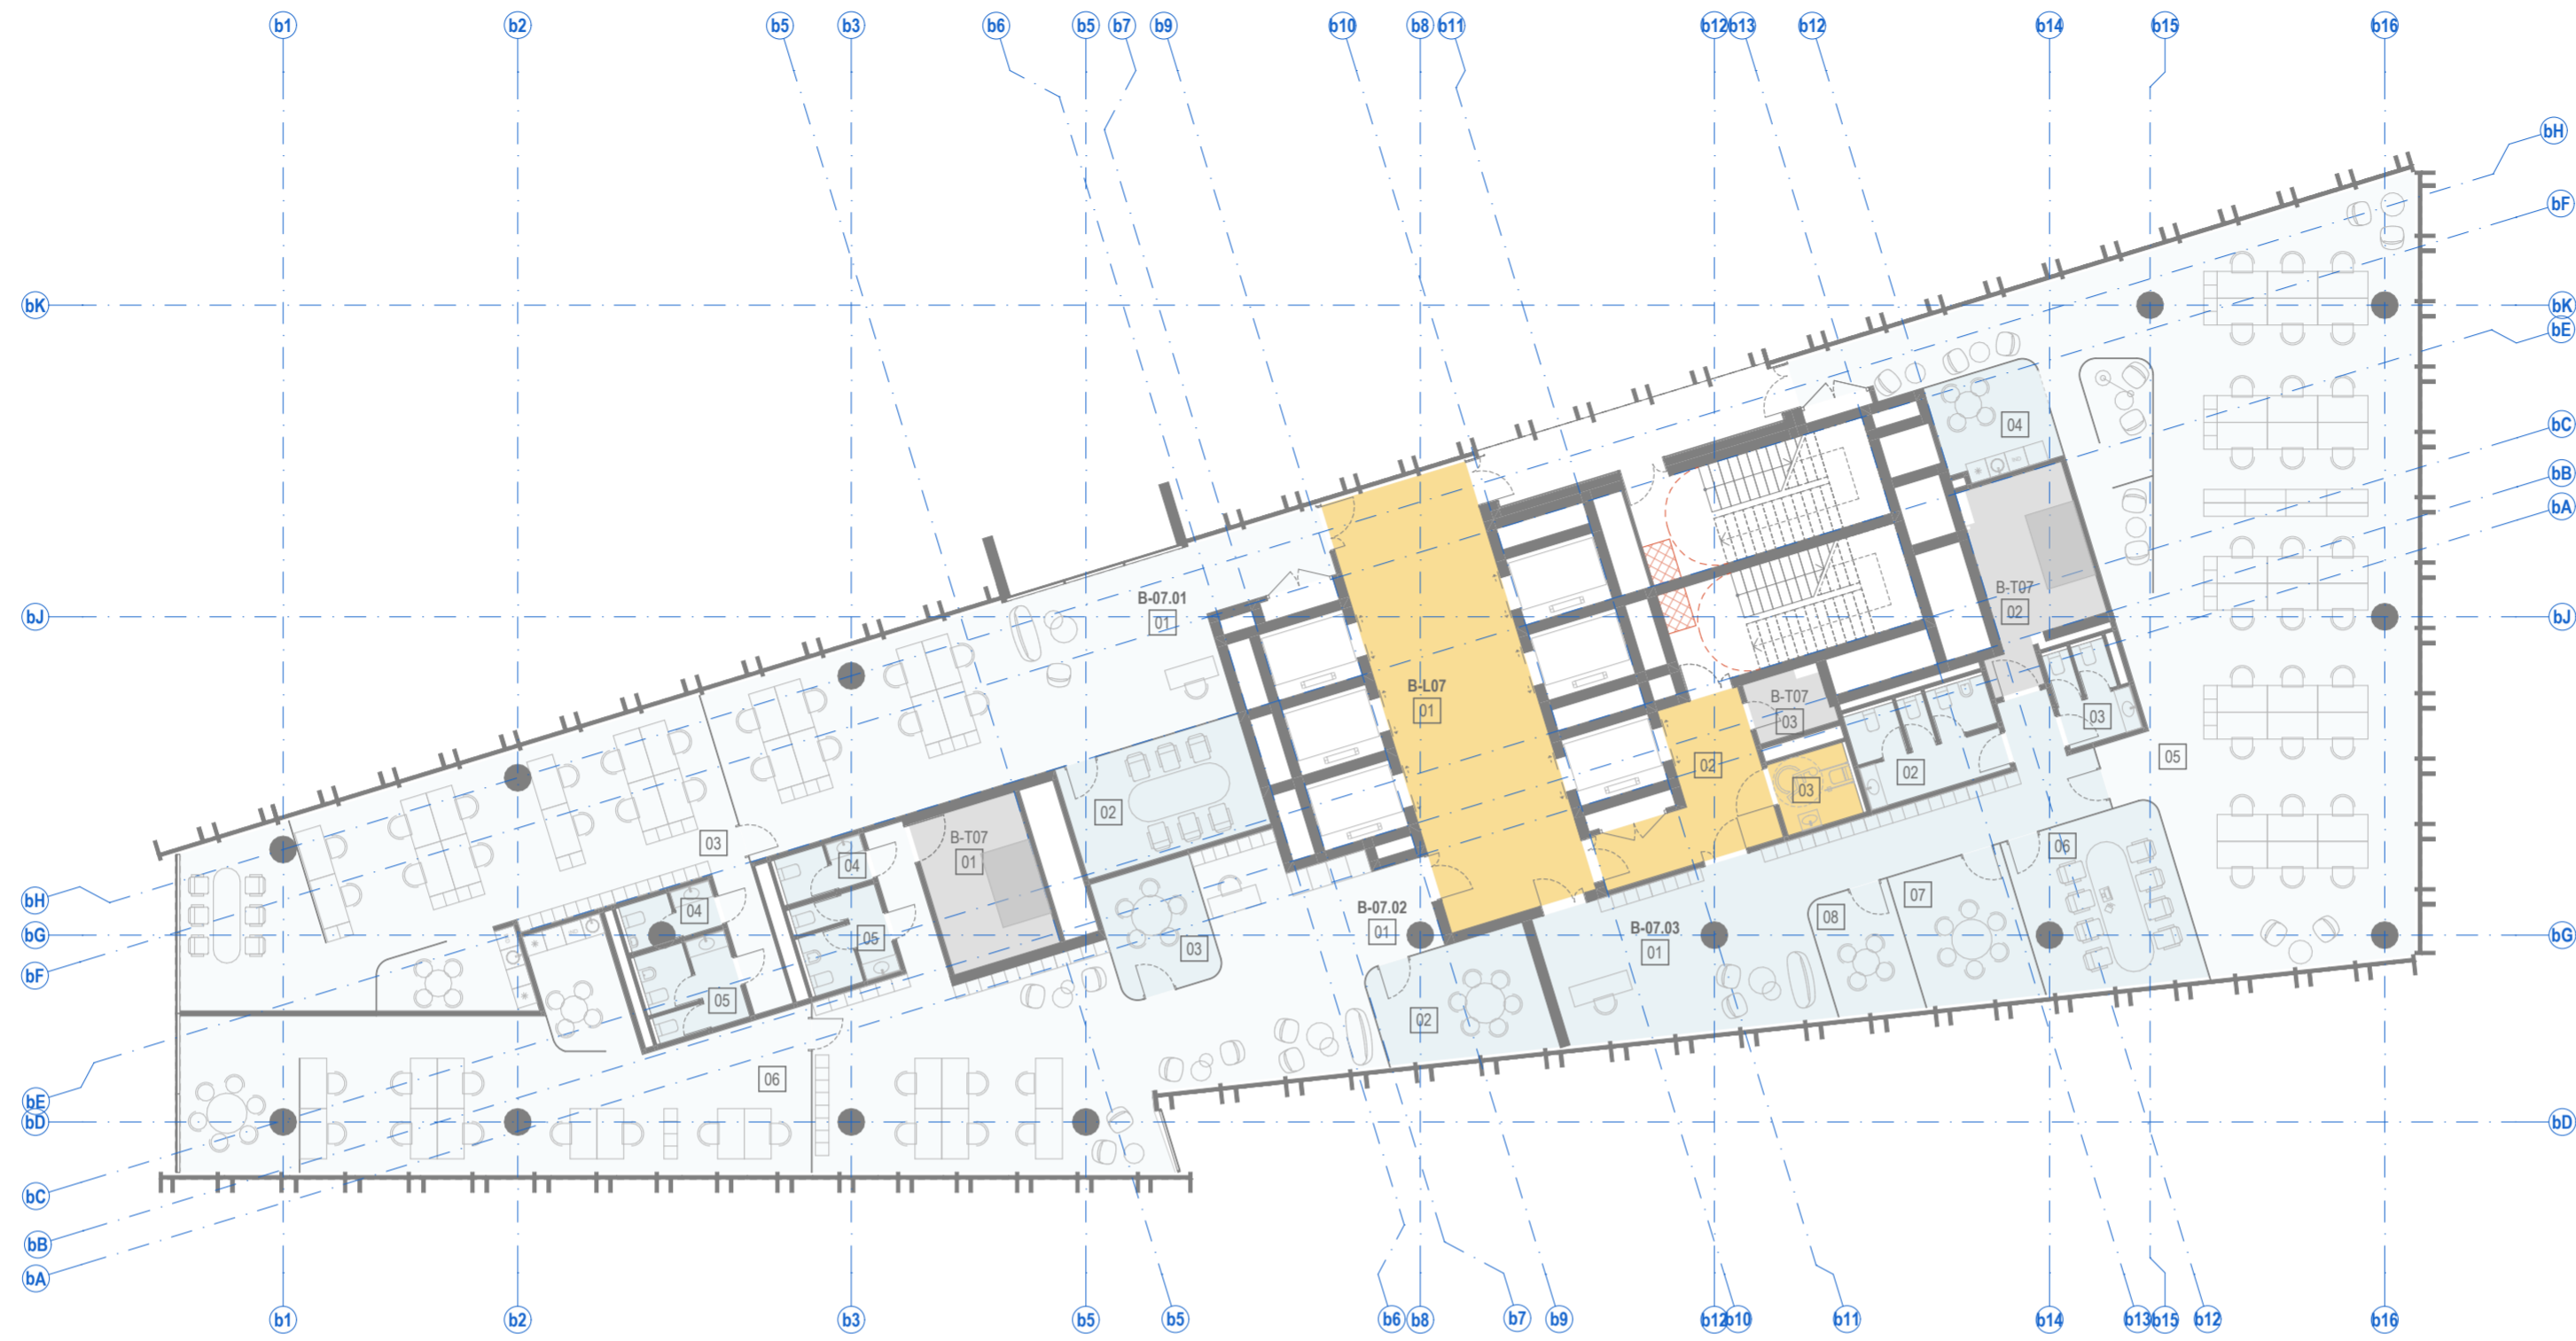 b1
b2
b5
b3
b6
b5
b7
b9
b10
b8
b11
b12
b13
b12
b14
b15
b16
bH
bF
bK
bK
bE
bC
bB
bA
04
B-07.01
01
B-T07
02
bJ
bJ
B-L07
01
B-T07
03
03
02
05
02
03
02
03
B-T07
01
04
06
07
bH
04
B-07.02
01
08
bG
05
B-07.03
01
bG
03
bF
05
02
06
bE
bD
bD
bC
bB
bA
b1
b2
b3
b5
b5
b6
b8
b7
b9
b12
b10
b11
b14
b13
b15
b12
b16